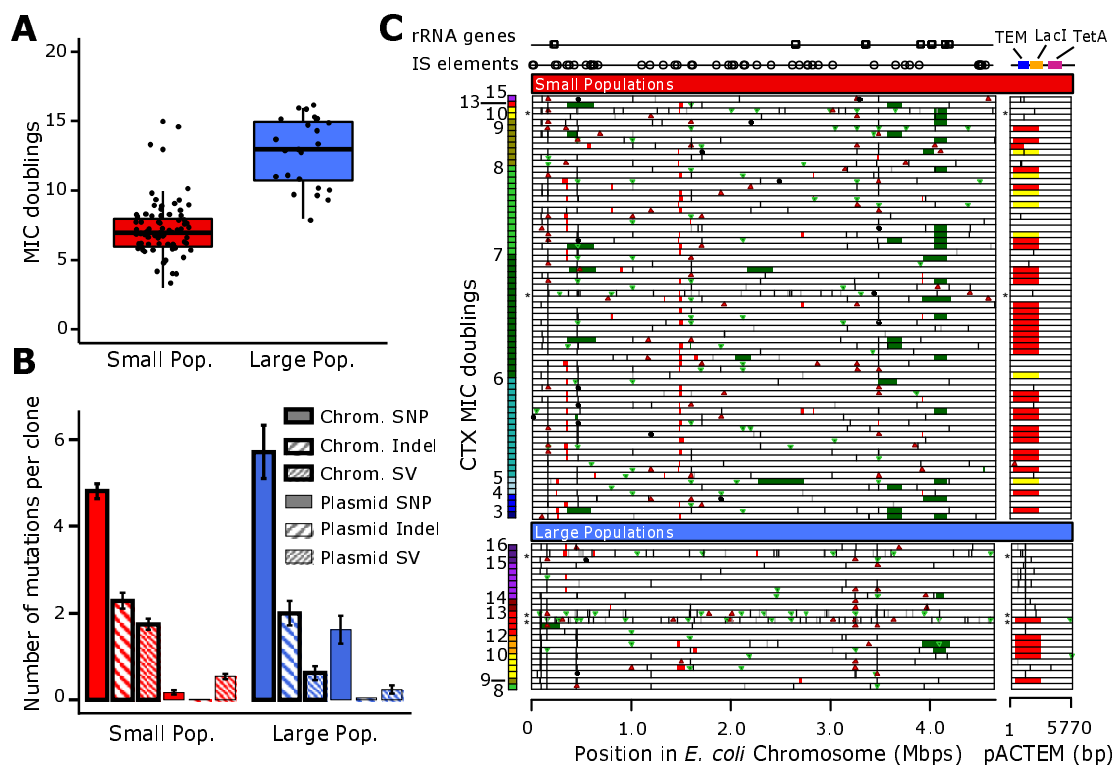 A
20
15
10
5
0
MIC doublings
Small Pop.
Large Pop.
B
6
4
2
0
Number of mutations per clone
Chrom. SNP
Chrom. Indel
Chrom. SV
Plasmid SNP
Plasmid Indel
Plasmid SV
Small Pop.
Large Pop.
C
rRNA genes
IS elements
TEM
LacI
TetA
Small Populations
15
13
10
9
8
7
6
5
4
3
CTX MIC doublings
*
*
*
*
Large Populations
16
15
14
13
12
10
9
8
*
*
*
*
*
*
0
1.0
2.0
3.0
4.0
1
5770
Position in E. coli Chromosome (Mbps)
pACTEM (bp)